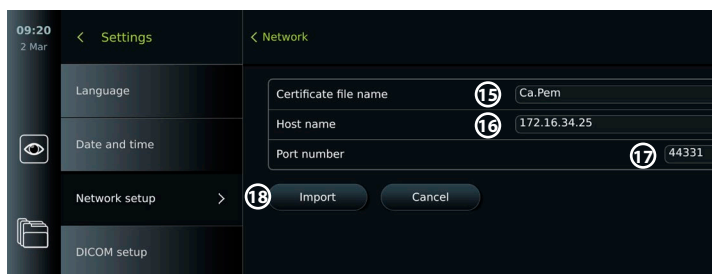 09:20
2 Mar
Settings
Network
Language
Date and time
Network setup
DICOM setup
Certificate file name 15 Ca.Pem
Host name 16 172.16.34.25
Port number 17 44331
18 Import Cancel